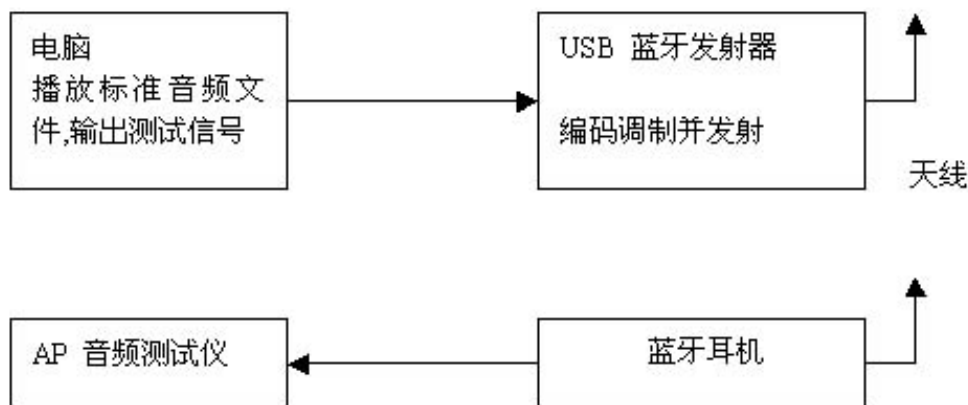 电脑
播放标准音频文
件,输出测试信号
USB 蓝牙发射器
编码调制并发射
天线
AP 音频测试仪
蓝牙耳机